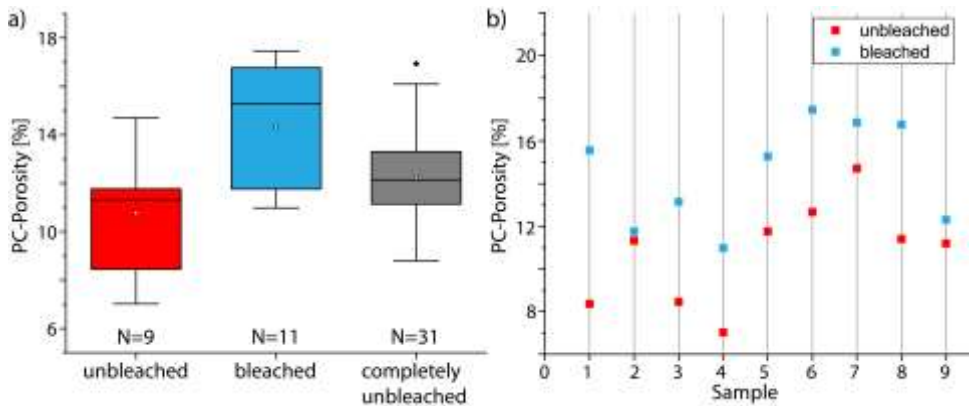 a)
PC-Porosity [%]
18
14
10
6
N=9
N=11
N=31
unbleached
bleached
completely
unbleached
b)
PC-Porosity [%]
20
16
12
8
unbleached
bleached
0 1 2 3 4 5 6 7 8 9
Sample